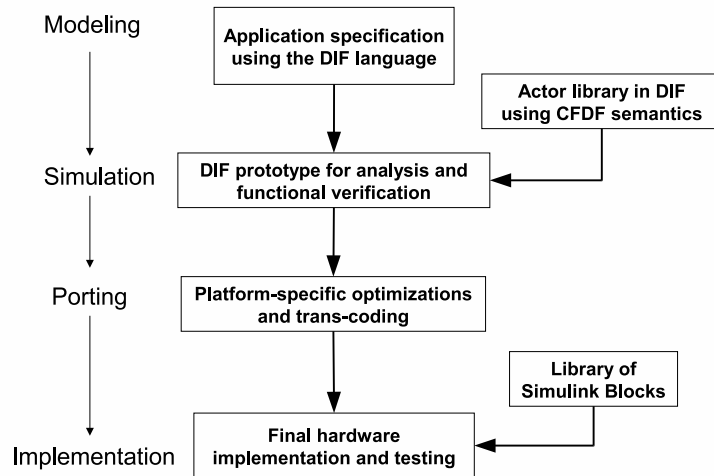 Modeling
Application specification
using the DIF language
Actor library in DIF
using CFDF semantics
Simulation
DIF prototype for analysis and
functional verification
Porting
Platform-specific optimizations
and trans-coding
Library of
Simulink Blocks
Implementation
Final hardware
implementation and testing